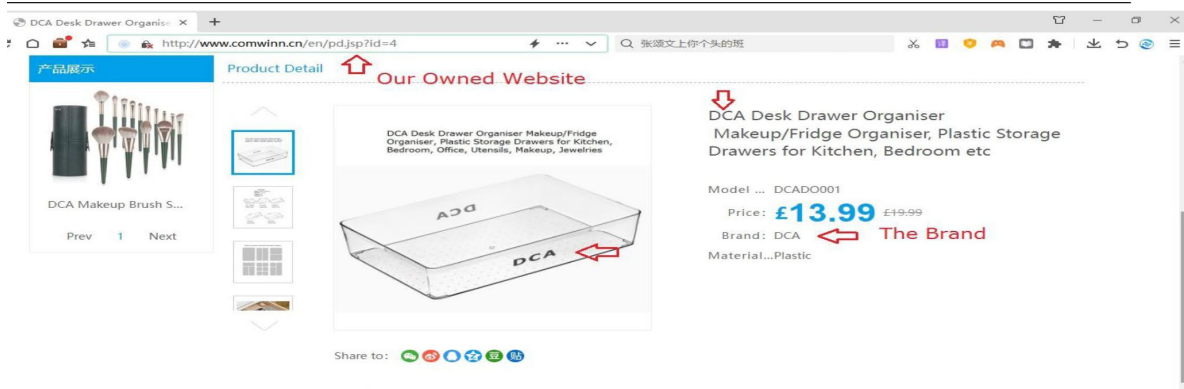 DCA Desk Drawer Organise × +
http://www.comwinn.cn/en/pd.jsp?id=4
张颂文上你个头的班
产品展示
Product Detail
Our Owned Website
DCA Makeup Brush S...
Prev 1 Next
DCA Desk Drawer Organiser Makeup/Fridge
Organiser, Plastic Storage Drawers for Kitchen,
Bedroom, Office, Utensils, Makeup, Jewelries
DCA
DCA
DCA Desk Drawer Organiser
Makeup/Fridge Organiser, Plastic Storage
Drawers for Kitchen, Bedroom etc
Model ... DCADO001
Price: £13.99 £19.99
Brand: DCA
The Brand
Material...Plastic
Share to: 豆 贴